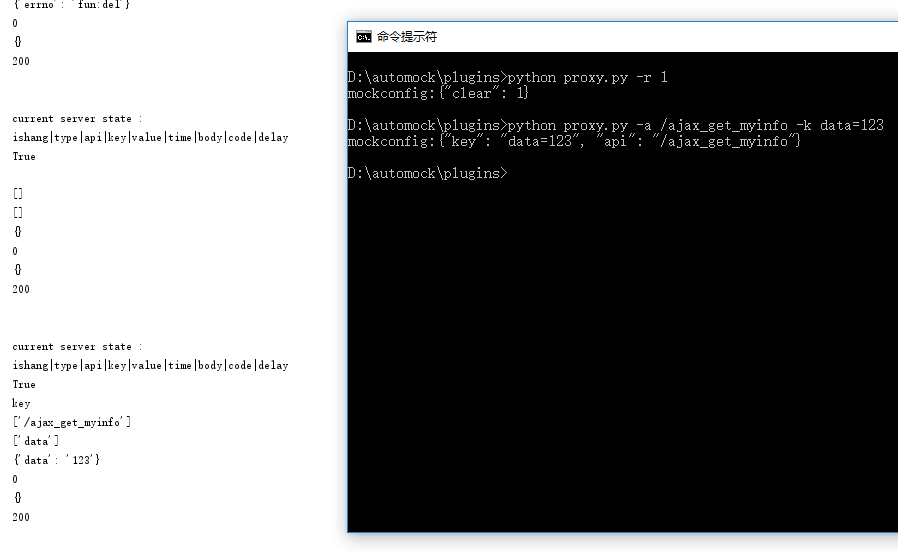 {'errno': 'fun:del'}
0
{}
200
current server state :
ishang|type|api|key|value|time|body|code|delay
True
[]
[]
{}
0
{}
200
current server state :
ishang|type|api|key|value|time|body|code|delay
True
key
['/ajax_get_myinfo']
['data']
{'data': '123'}
0
{}
200
命令提示符
D:\automock\plugins>python proxy.py -r 1
mockconfig:{"clear": 1}
D:\automock\plugins>python proxy.py -a /ajax_get_myinfo -k data=123
mockconfig:{"key": "data=123", "api": "/ajax_get_myinfo"}
D:\automock\plugins>